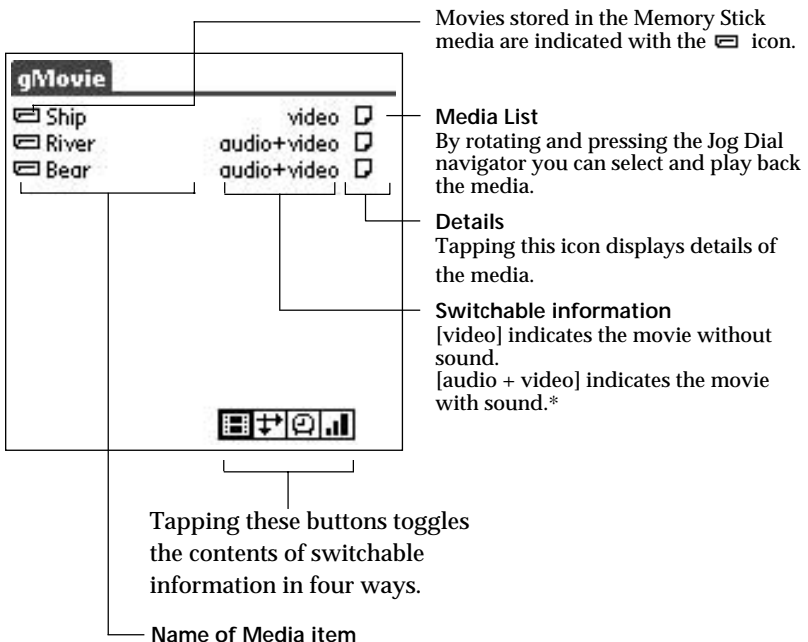 Movies stored in the Memory Stick
media are indicated with the icon.
gMovie
Ship video
River audio+video
Bear audio+video
Media List
By rotating and pressing the Jog Dial
navigator you can select and play back
the media.
Details
Tapping this icon displays details of
the media.
Switchable information
[video] indicates the movie without
sound.
[audio + video] indicates the movie
with sound.*
Tapping these buttons toggles
the contents of switchable
information in four ways.
Name of Media item